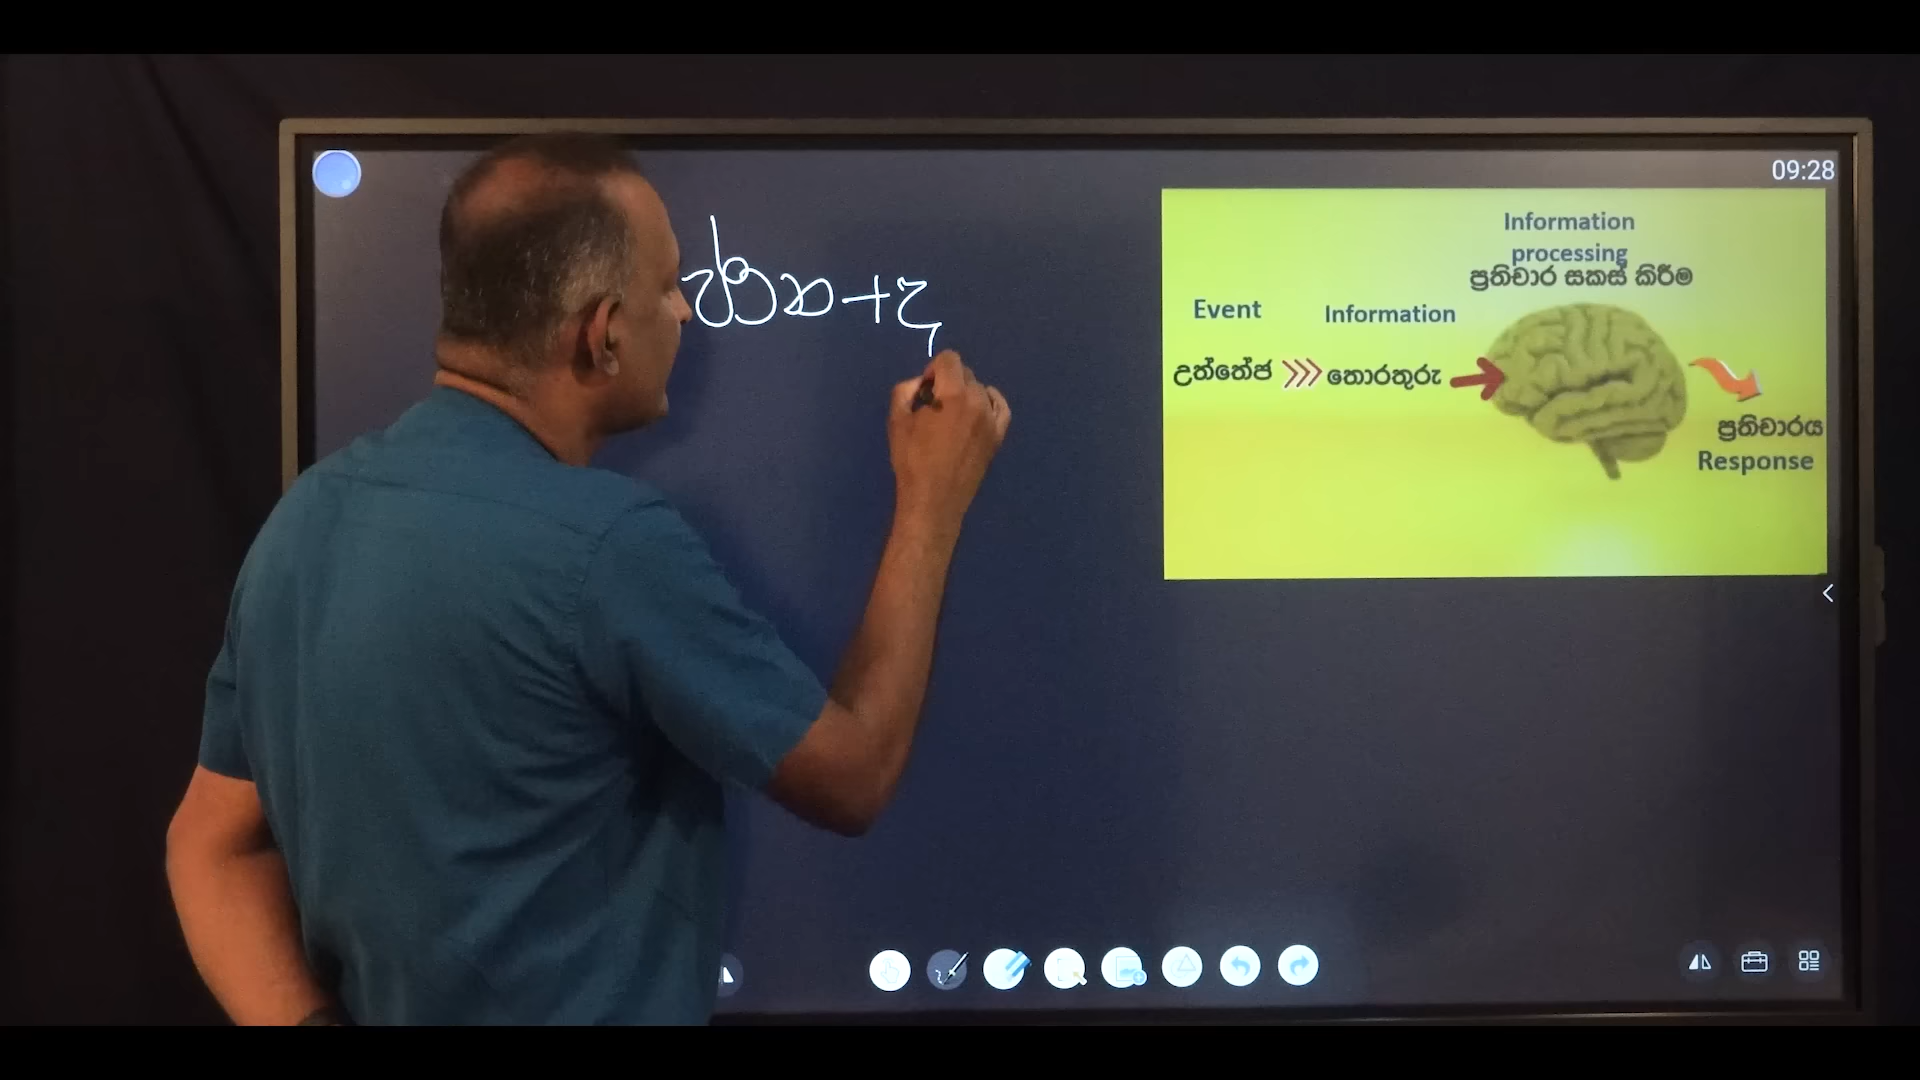 09:28
Information
processing
ප්‍රතිචාර සකස් කිරීම
Event
Information
උත්තේජ
තොරතුරු
ප්‍රතිචාරය
Response